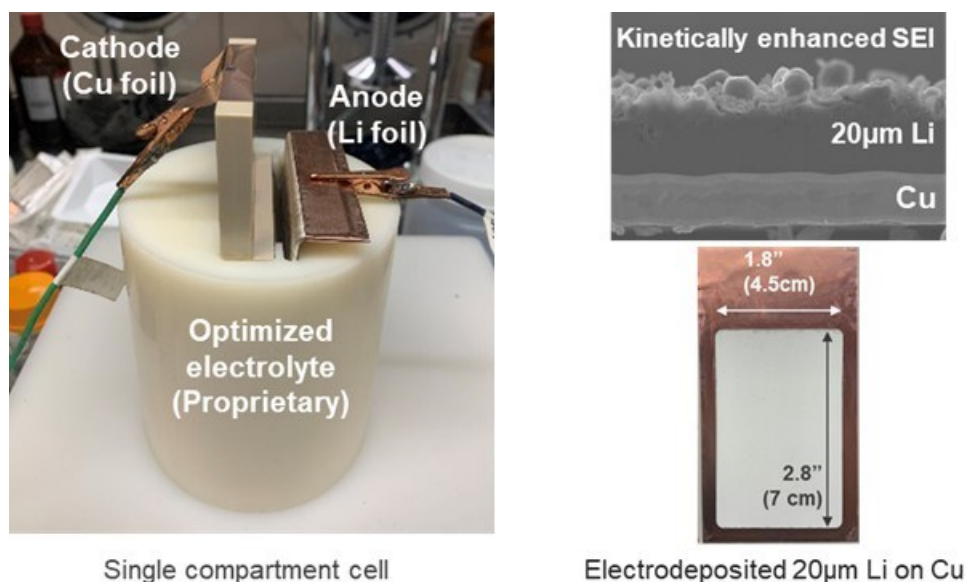 Cathode
(Cu foil)
Anode
(Li foil)
Optimized
electrolyte
(Proprietary)
Single compartment cell
Kinetically enhanced SEI
20µm Li
Cu
1.8”
(4.5cm)
2.8”
(7 cm)
Electrodeposited 20µm Li on Cu